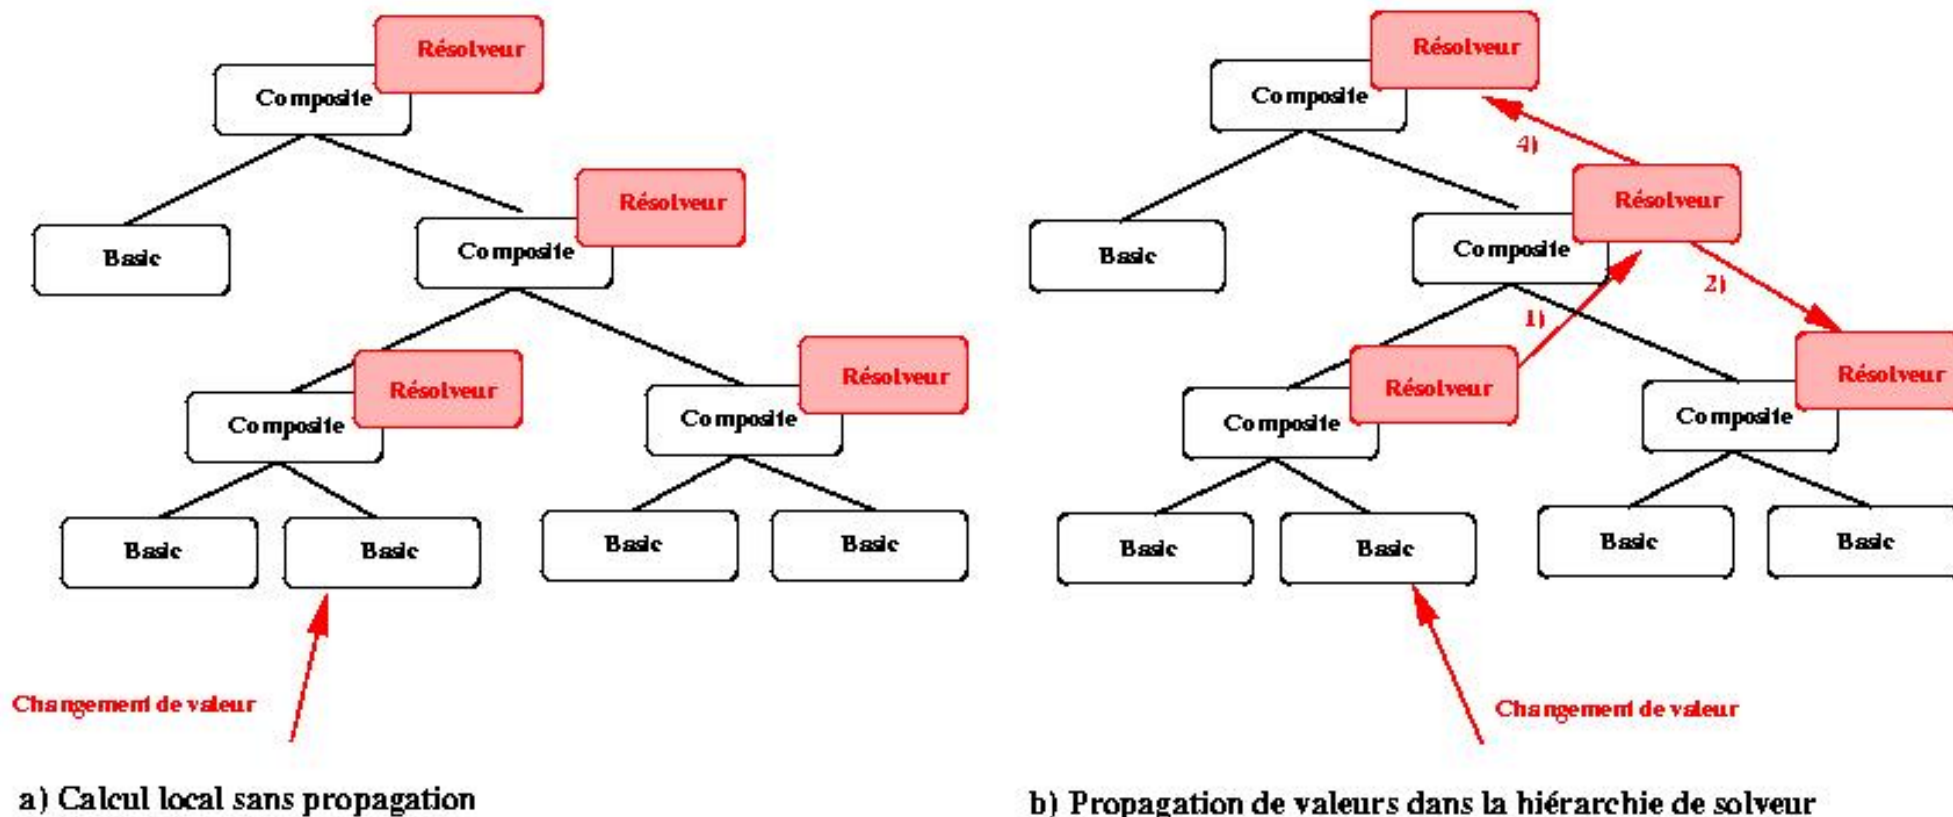 Résolveur
Composite
Résolveur
Basic
Composite
Résolveur
Composite
Résolveur
Composite
Basic
Basic
Basic
Basic
Changement de valeur
a) Calcul local sans propagation
Résolveur
Composite
4)
Résolveur
Basic
Composite
2)
1)
Résolveur
Composite
Résolveur
Composite
Basic
Basic
Basic
Basic
Changement de valeur
b) Propagation de valeurs dans la hiérarchie de solveur